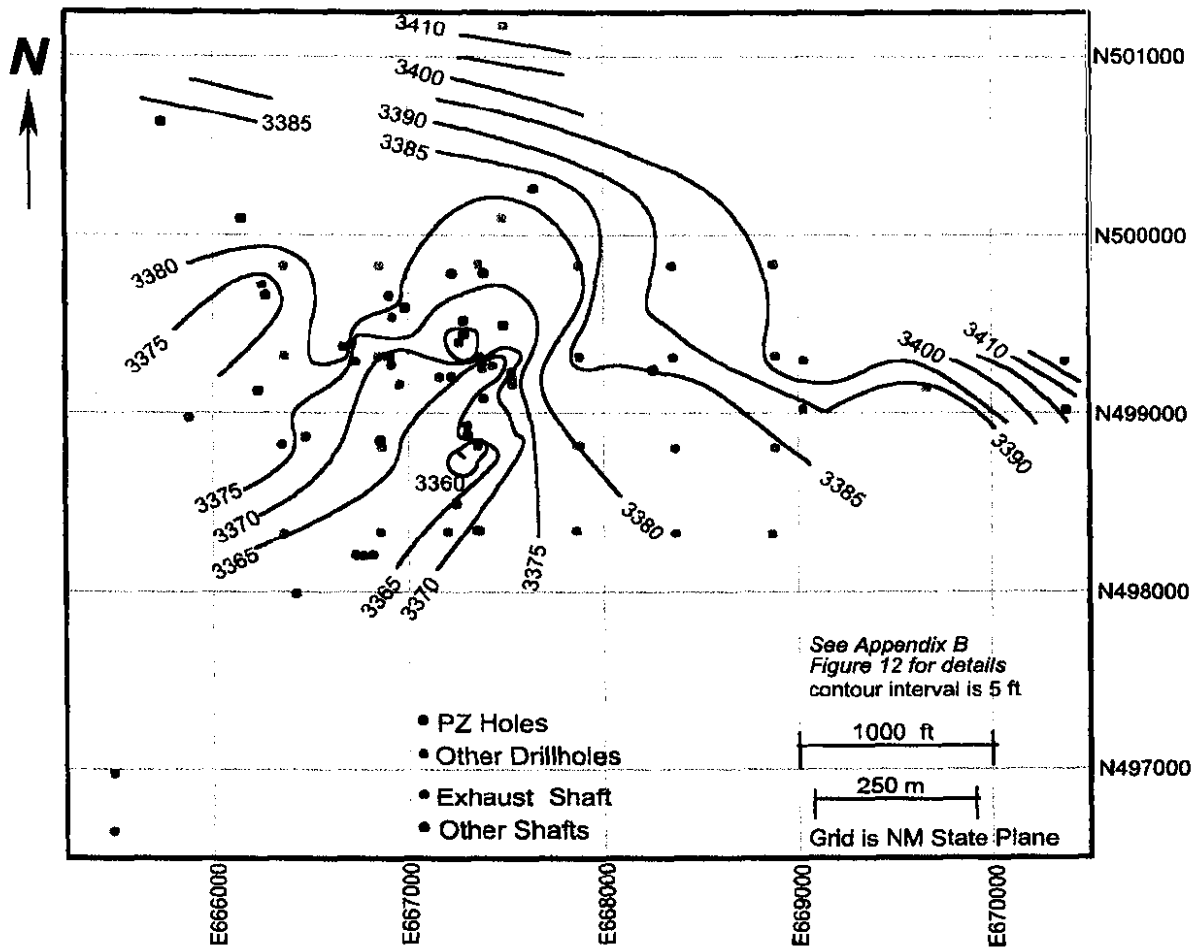 N
3410
3400
3390
3385
3385
N501000
N500000
N499000
N498000
N497000
3380
3375
3400
3410
3390
3385
3380
3375
3360
3375
3370
3365
3365
3370
See Appendix B
Figure 12 for details
contour interval is 5 ft
1000 ft
250 m
Grid is NM State Plane
PZ Holes
Other Drillholes
Exhaust Shaft
Other Shafts
E666000
E667000
E668000
E669000
E670000